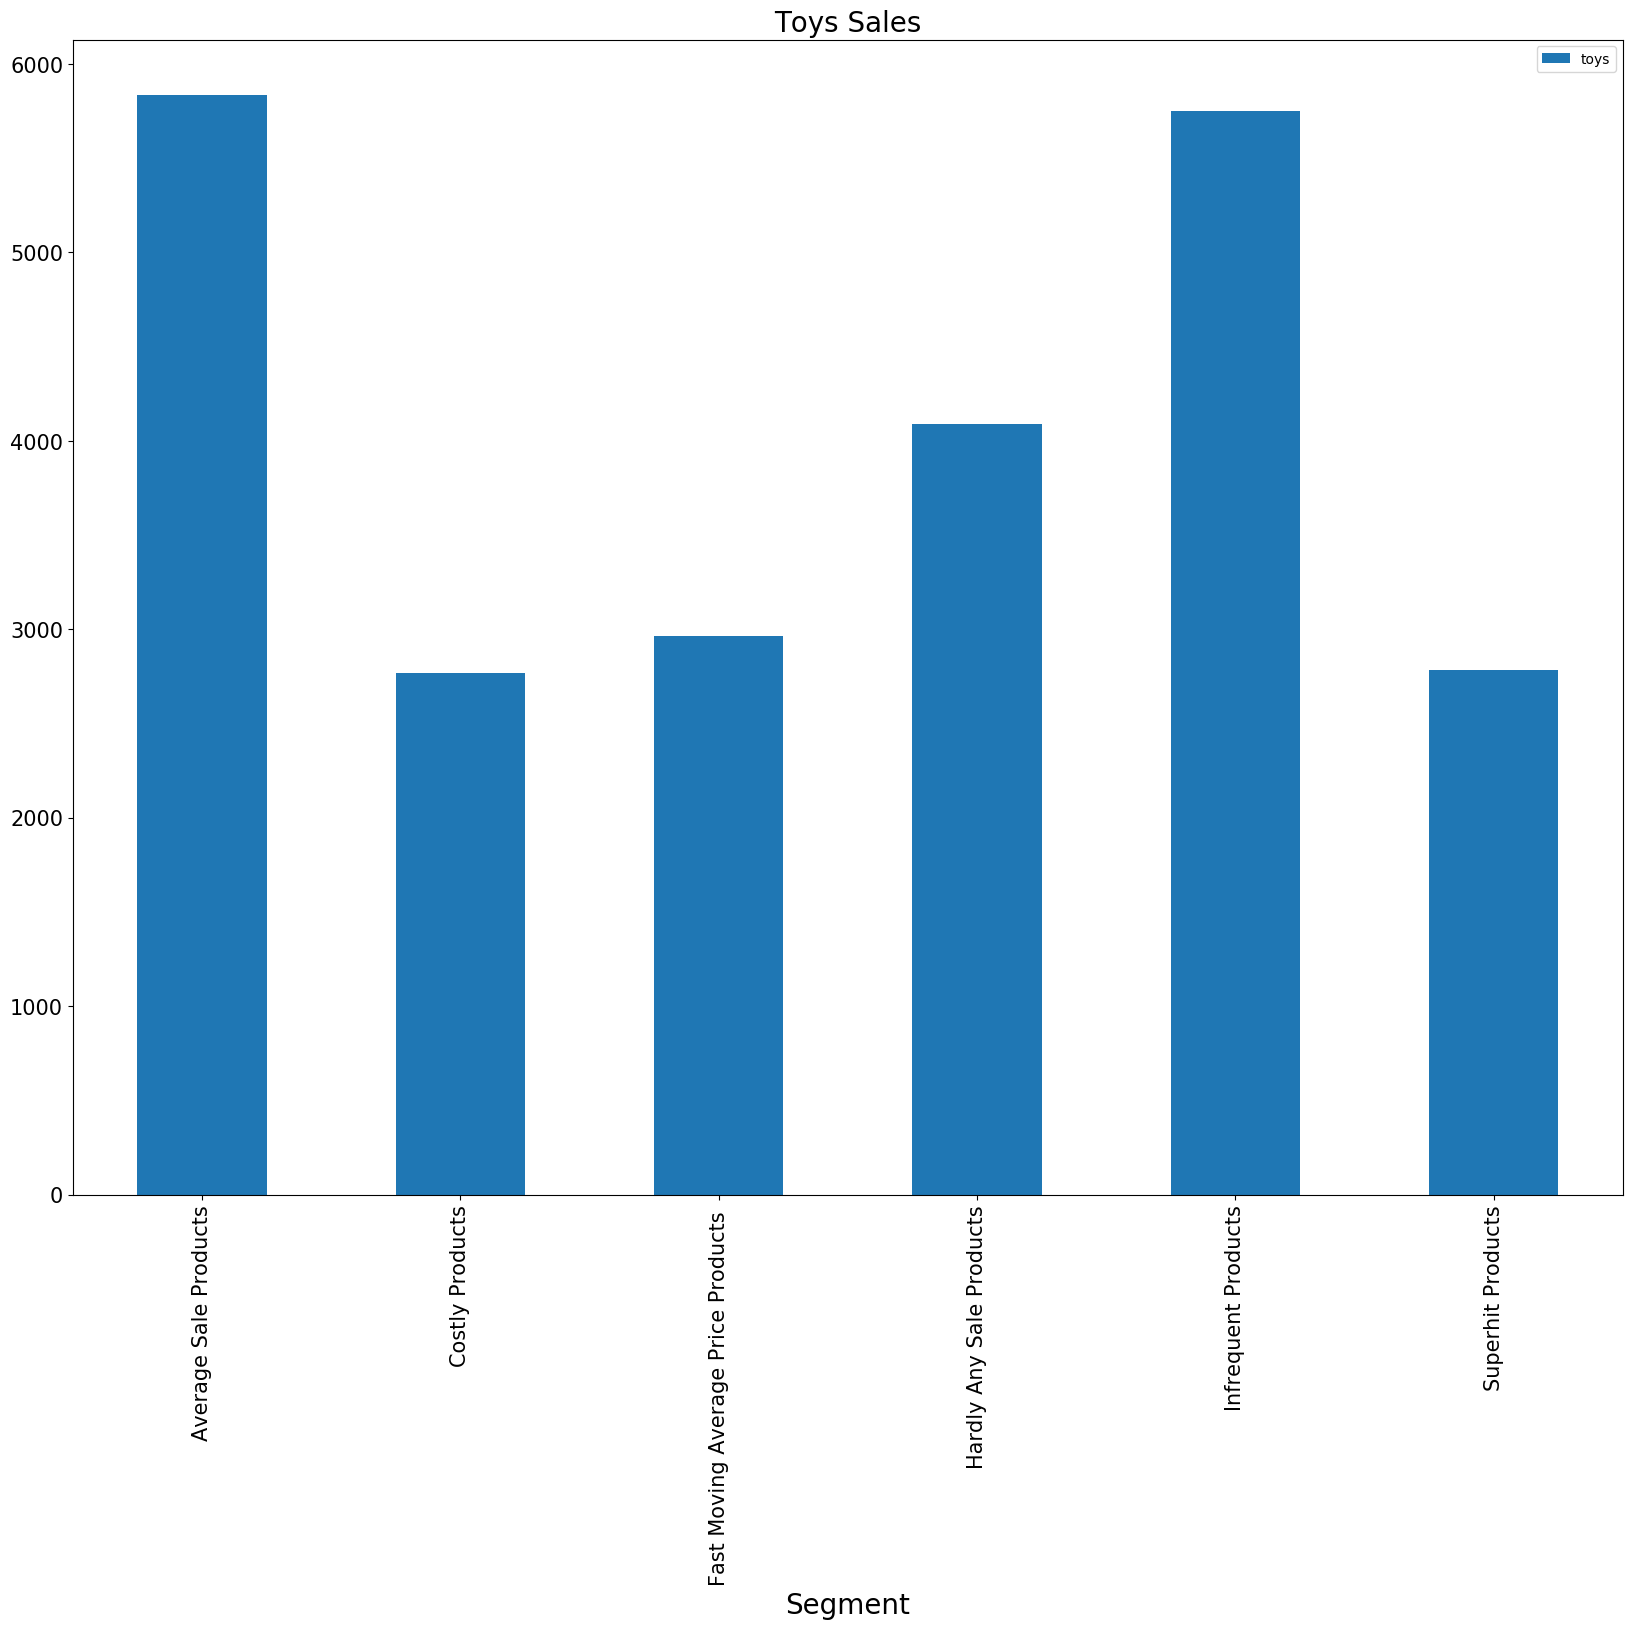 Toys Sales
toys
6000
5000
4000
3000
2000
1000
0
Average Sale Products
Costly Products
Fast Moving Average Price Products
Hardly Any Sale Products
Infrequent Products
Superhit Products
Segment